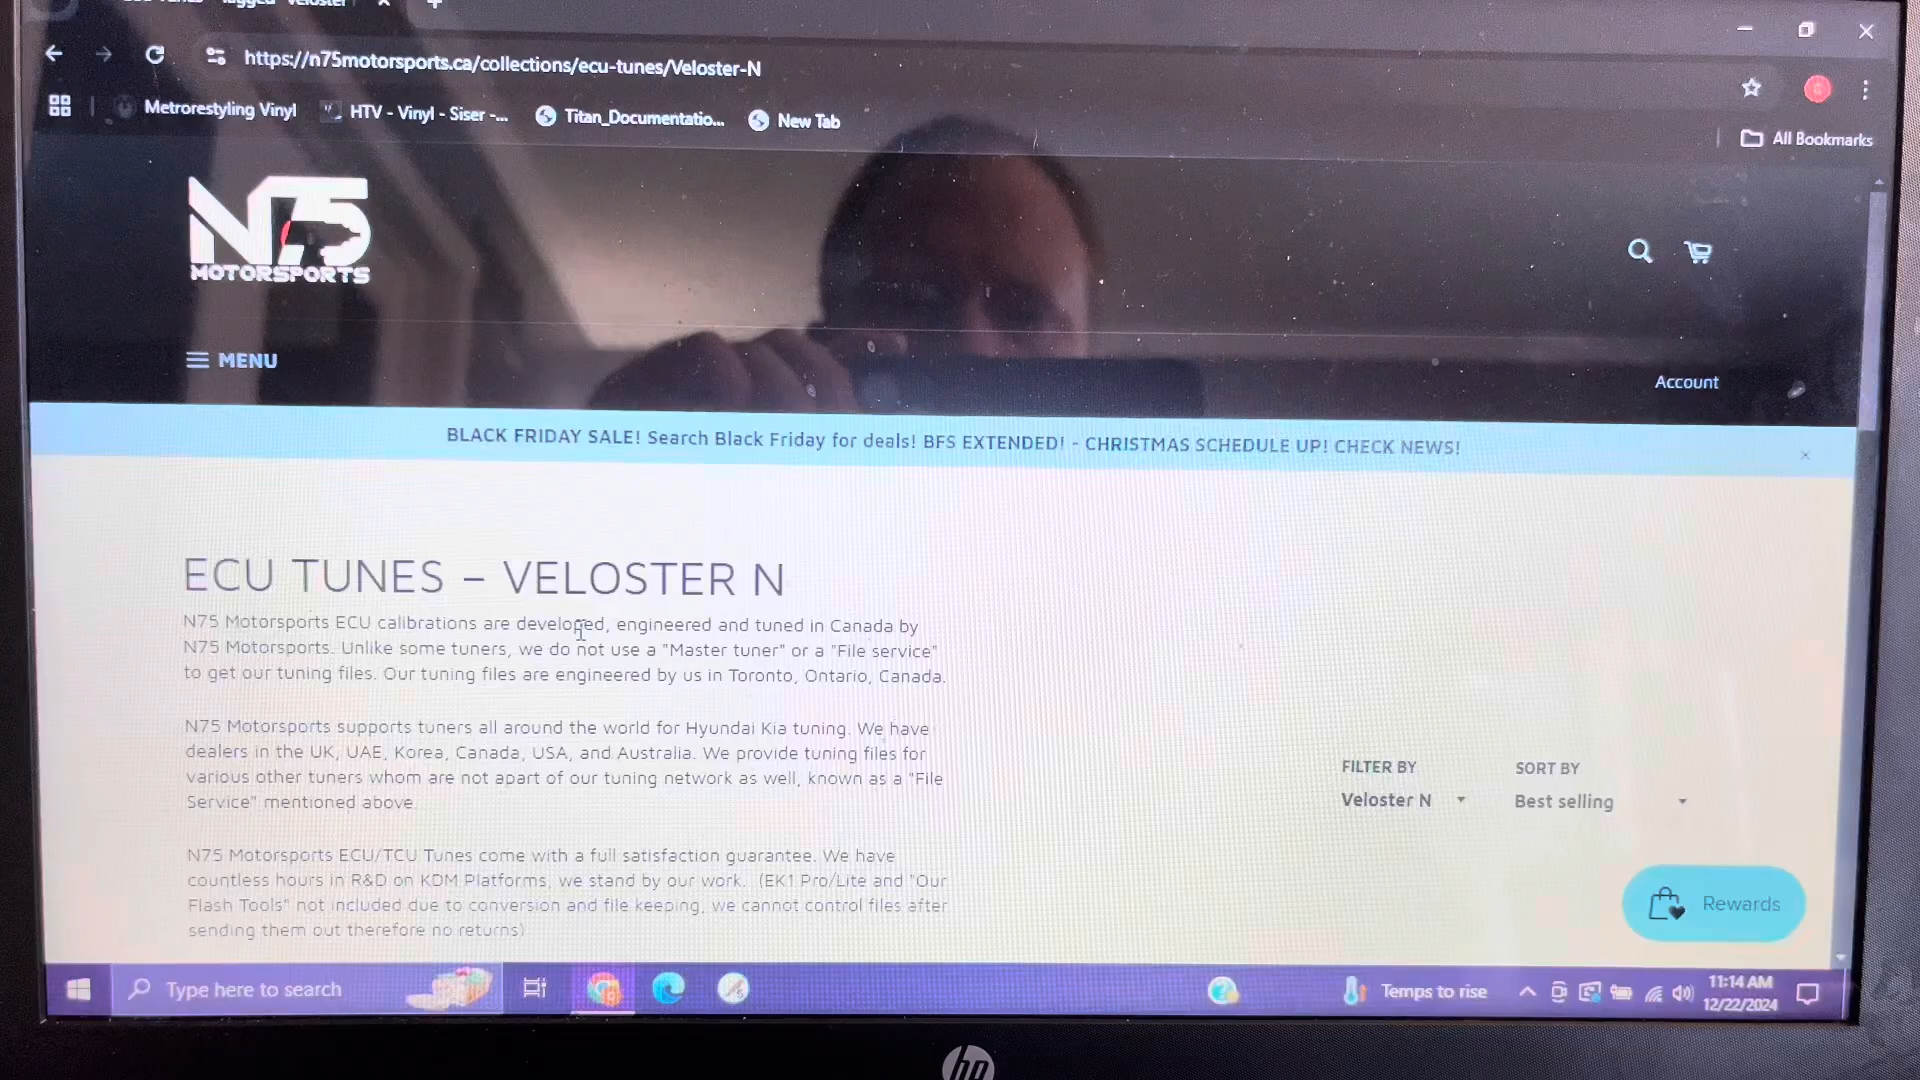 https://n75motorsports.ca/collections/ecu-tunes/Veloster-N
Metrorestyling Vinyl
HTV - Vinyl - Siser -...
Titan_Documentatio...
New Tab
All Bookmarks
N75
MOTORSPORTS
MENU
Account
BLACK FRIDAY SALE! Search Black Friday for deals! BFS EXTENDED! - CHRISTMAS SCHEDULE UP! CHECK NEWS!
ECU TUNES – VELOSTER N
N75 Motorsports ECU calibrations are developed, engineered and tuned in Canada by
N75 Motorsports. Unlike some tuners, we do not use a "Master tuner" or a "File service"
to get our tuning files. Our tuning files are engineered by us in Toronto, Ontario, Canada.
N75 Motorsports supports tuners all around the world for Hyundai Kia tuning. We have
dealers in the UK, UAE, Korea, Canada, USA, and Australia. We provide tuning files for
various other tuners whom are not apart of our tuning network as well, known as a "File
Service" mentioned above.
N75 Motorsports ECU/TCU Tunes come with a full satisfaction guarantee. We have
countless hours in R&D on KDM Platforms, we stand by our work. (EK1 Pro/Lite and "Our
Flash Tools" not included due to conversion and file keeping, we cannot control files after
sending them out therefore no returns)
FILTER BY
Veloster N
SORT BY
Best selling
Rewards
Type here to search
Temps to rise
11:14 AM
12/22/2024
hp